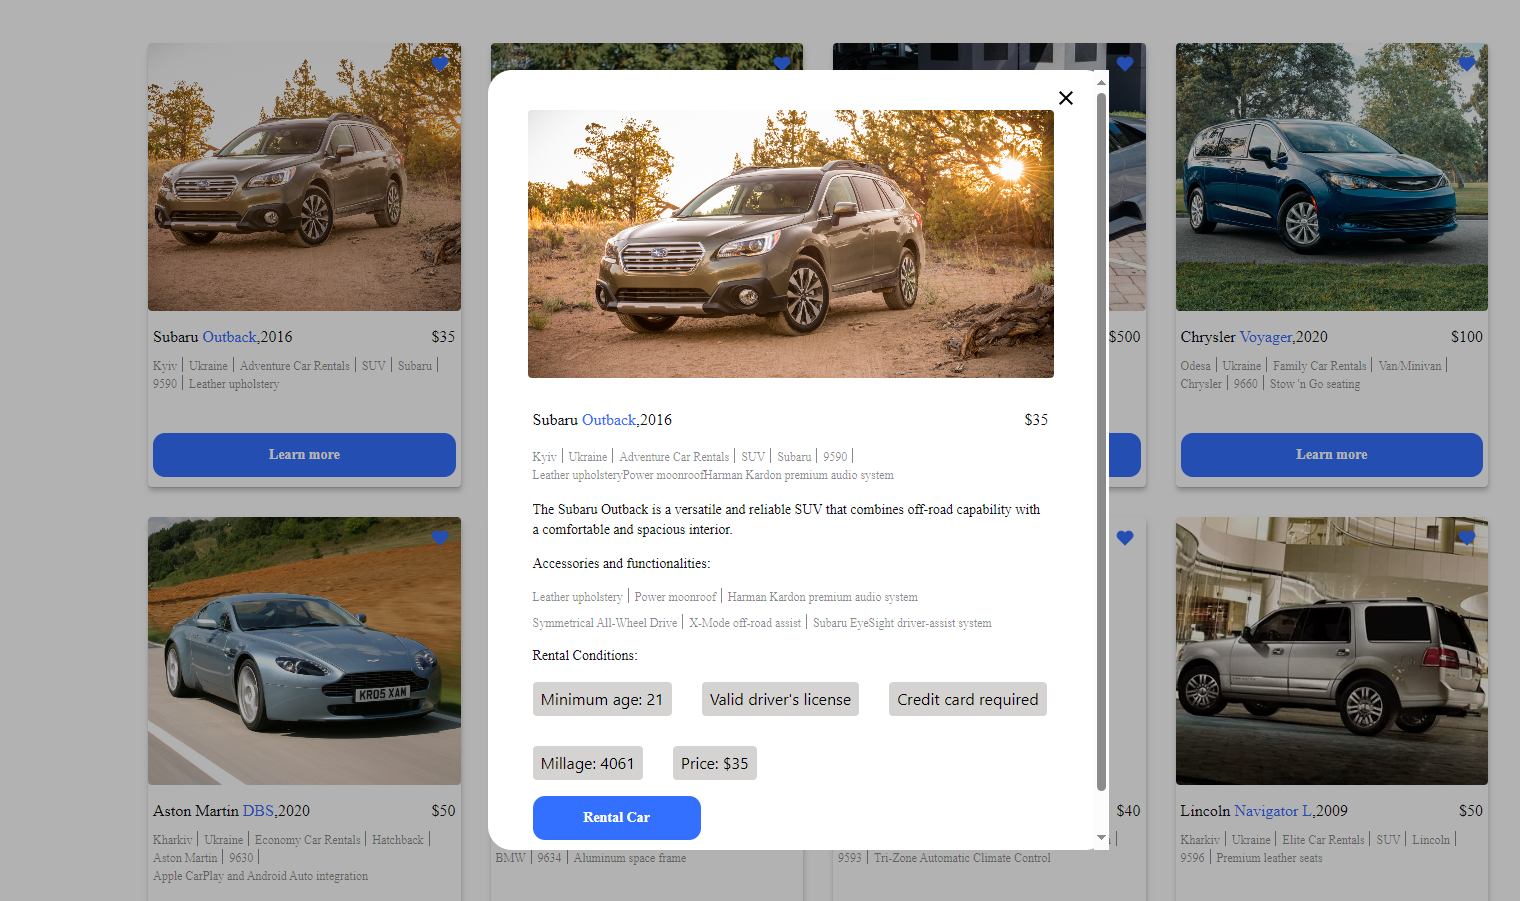 Subaru Outback,2016 $35
Kyiv Ukraine Adventure Car Rentals SUV Subaru
9590 Leather upholstery
Learn more
$500
Chrysler Voyager,2020 $100
Odesa Ukraine Family Car Rentals Van/Minivan
Chrysler 9660 Stow 'n Go seating
Learn more
Subaru Outback,2016 $35
Kyiv Ukraine Adventure Car Rentals SUV Subaru 9590
Leather upholsteryPower moonroofHarman Kardon premium audio system
The Subaru Outback is a versatile and reliable SUV that combines off-road capability with
a comfortable and spacious interior.
Accessories and functionalities:
Leather upholstery Power moonroof Harman Kardon premium audio system
Symmetrical All-Wheel Drive X-Mode off-road assist Subaru EyeSight driver-assist system
Rental Conditions:
Minimum age: 21 Valid driver's license Credit card required
Millage: 4061 Price: $35
Rental Car
KR05 XAM
Aston Martin DBS,2020 $50
Kharkiv Ukraine Economy Car Rentals Hatchback
Aston Martin 9630
Apple CarPlay and Android Auto integration
BMW 9634 Aluminum space frame
$40
9593 Tri-Zone Automatic Climate Control
Lincoln Navigator L,2009 $50
Kharkiv Ukraine Elite Car Rentals SUV Lincoln
9596 Premium leather seats